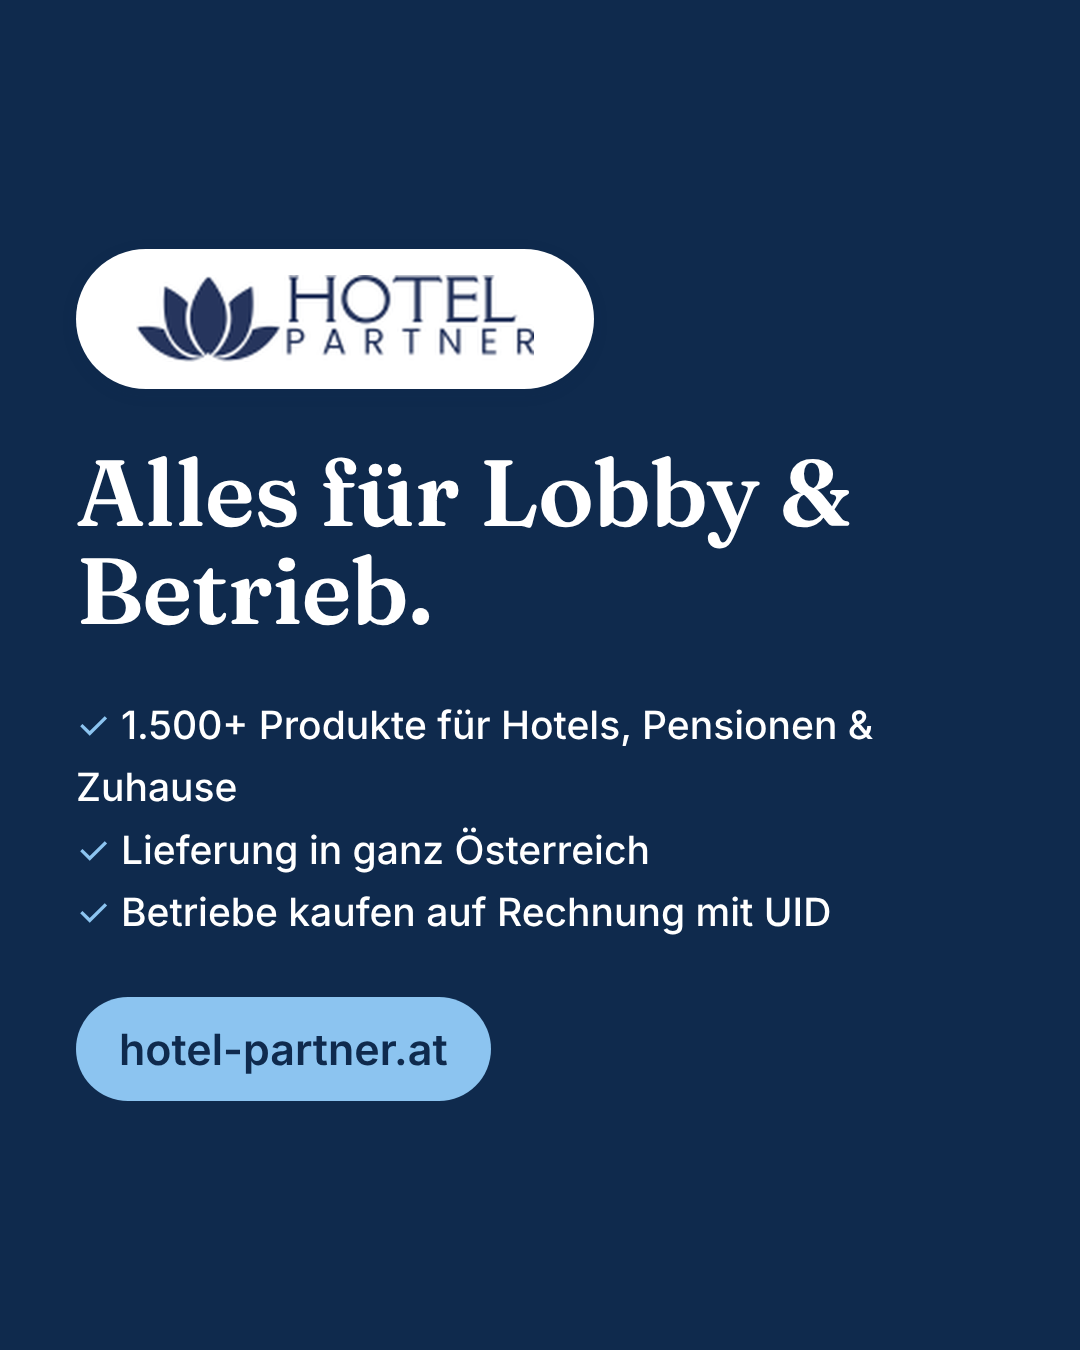 HOTEL
PARTNER
Alles für Lobby &
Betrieb.
✓ 1.500+ Produkte für Hotels, Pensionen &
Zuhause
✓ Lieferung in ganz Österreich
✓ Betriebe kaufen auf Rechnung mit UID
hotel-partner.at